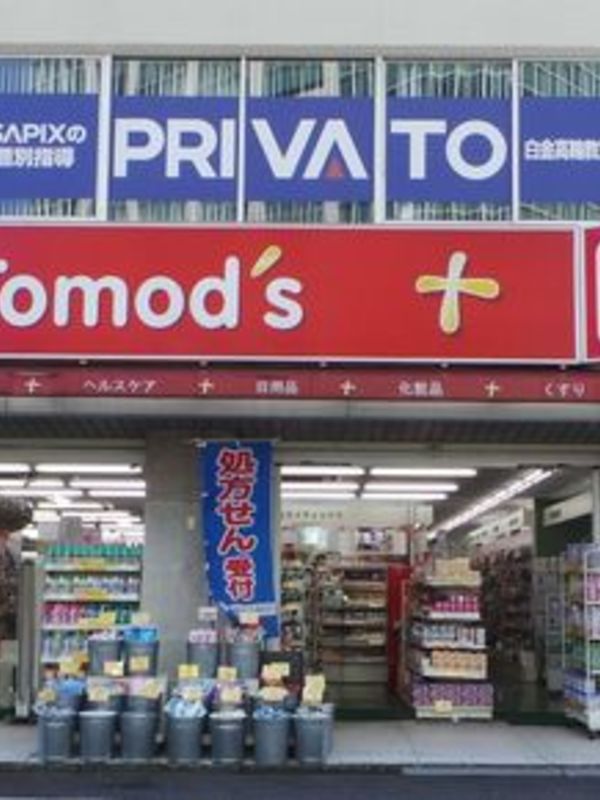 SAPIXの
個別指導
PRIVATO
白金高輪教
Tomod's
ヘルスケア 日用品 化粧品 くすり
処方せん受付